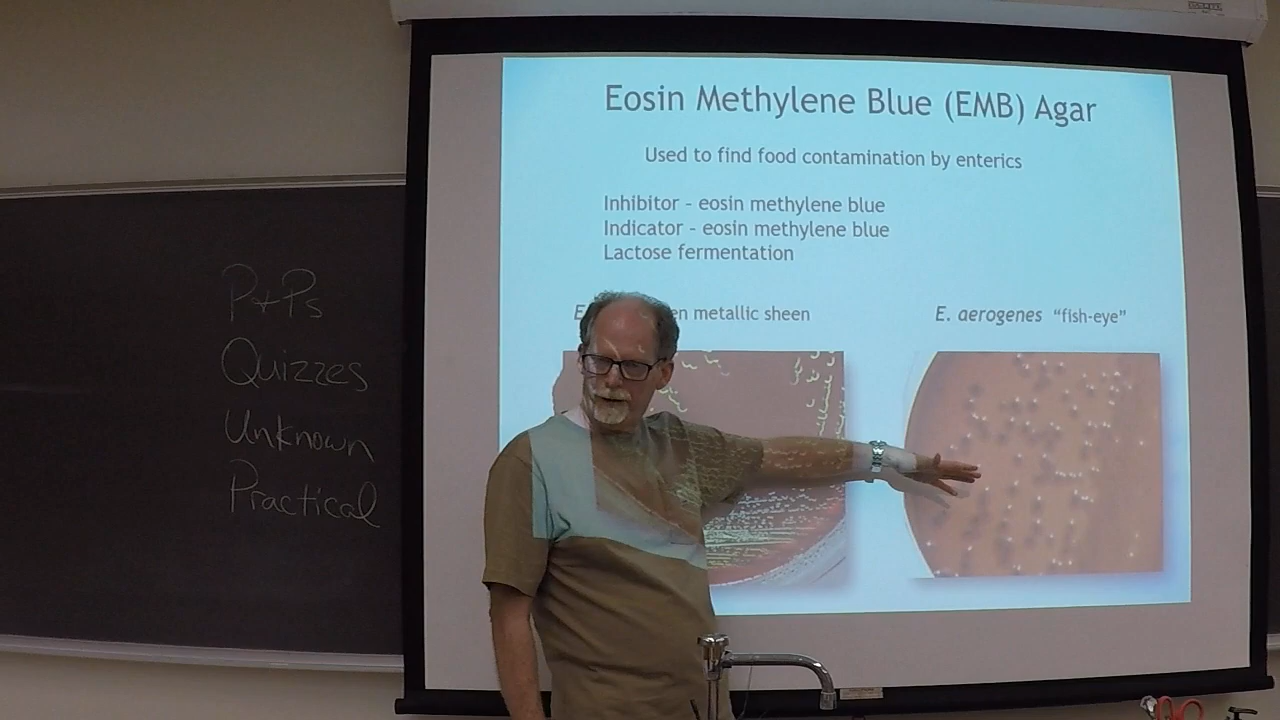 P+Ps
Quizzes
Unknown
Practical
Eosin Methylene Blue (EMB) Agar
Used to find food contamination by enterics
Inhibitor - eosin methylene blue
Indicator - eosin methylene blue
Lactose fermentation
metallic sheen
E. aerogenes "fish-eye"